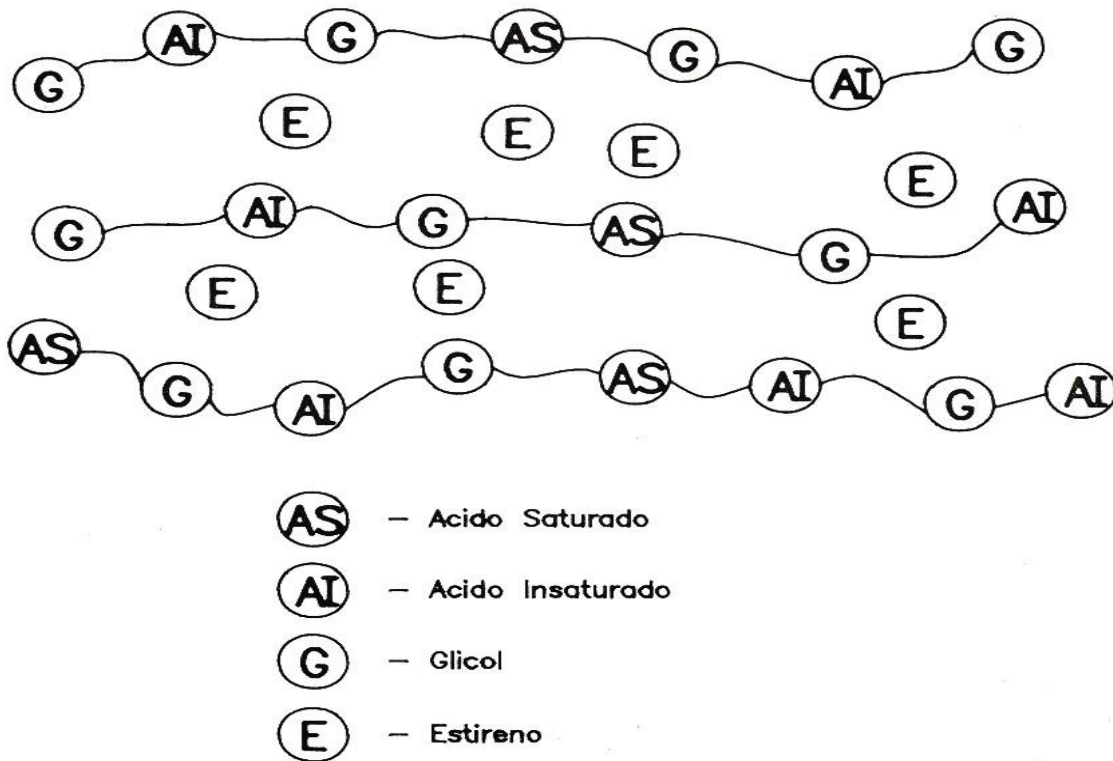 G AI G AS G AI G
E E E E
G AI G AS G AI
E E E
AS G AI G AS AI G AI
AS - Acido Saturado
AI - Acido Insaturado
G - Glicol
E - Estireno